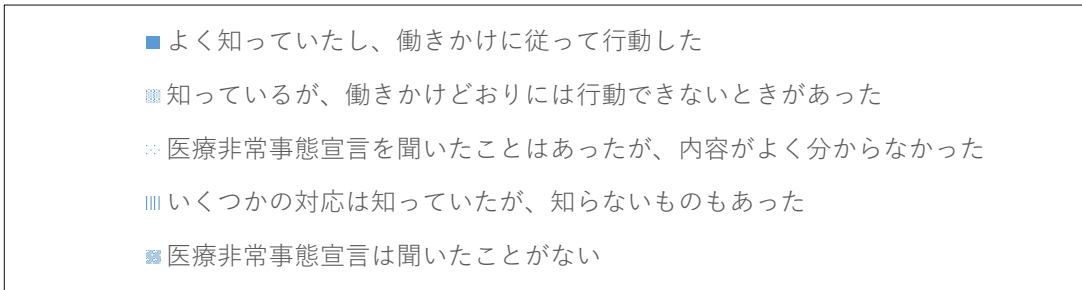 よく知っていたし、働きかけに従って行動した
知っているが、働きかけどおりには行動できないときがあった
医療非常事態宣言を聞いたことはあったが、内容がよく分からなかった
いくつかの対応は知っていたが、知らないものもあった
医療非常事態宣言は聞いたことがない